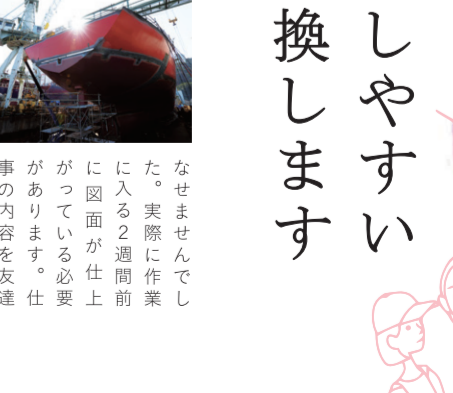 しやすい
換します
なせませんでし
た。実際に作業
に入る2週間前
に図面が仕上
がっている必要
があります。仕
事の内容を友達